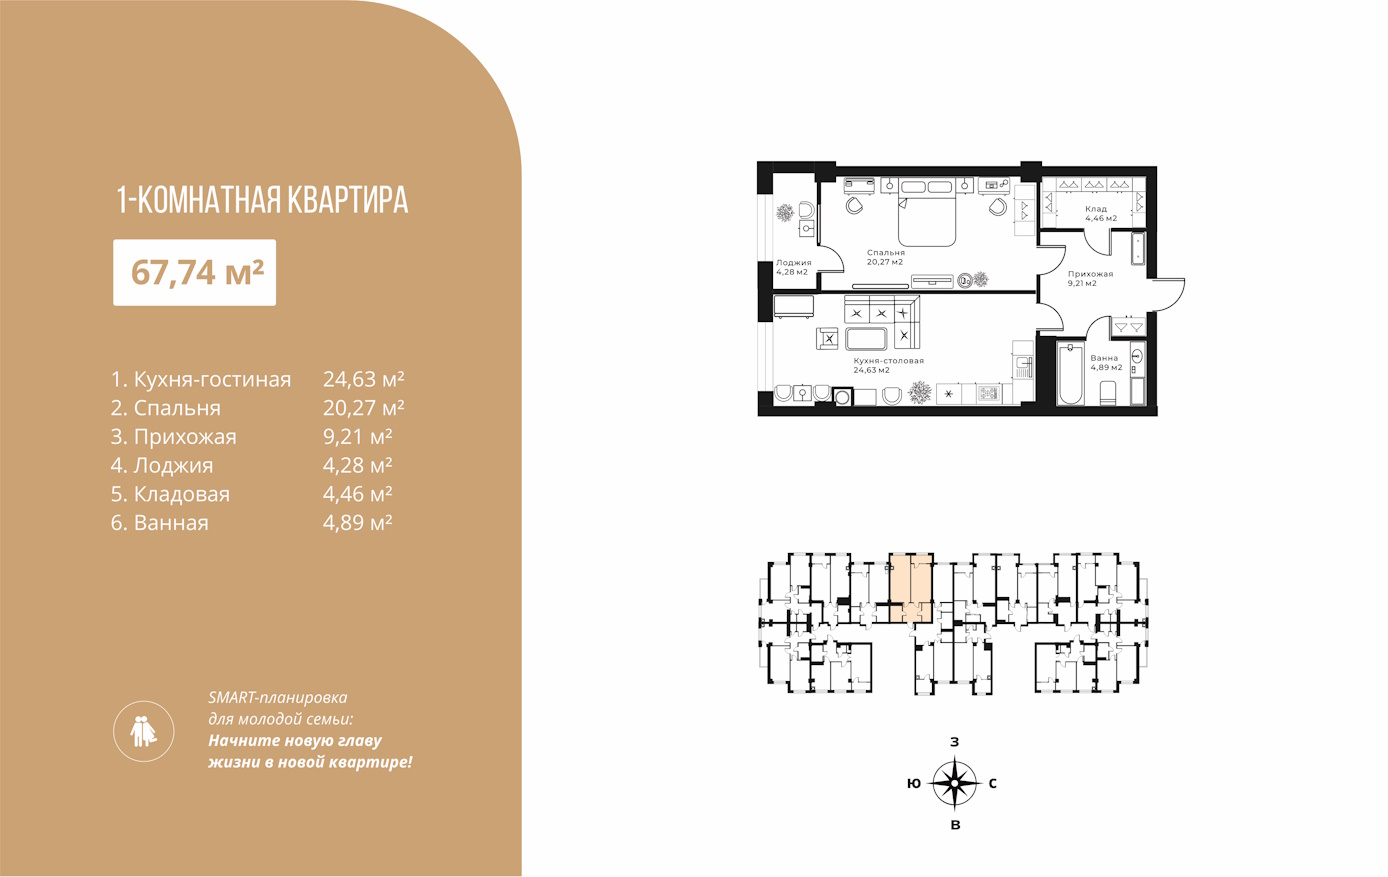 1-КОМНАТНАЯ КВАРТИРА
67,74 м²
1. Кухня-гостиная 24,63 м²
2. Спальня 20,27 м²
3. Прихожая 9,21 м²
4. Лоджия 4,28 м²
5. Кладовая 4,46 м²
6. Ванная 4,89 м²
SMART-планировка
для молодой семьи:
Начните новую главу
жизни в новой квартире!
Клад
4,46 м2
Спальня
20,27 м2
Лоджия
4,28 м2
Прихожая
9,21 м2
Кухня-столовая
24,63 м2
Ванна
4,89 м2
З
Ю С
В